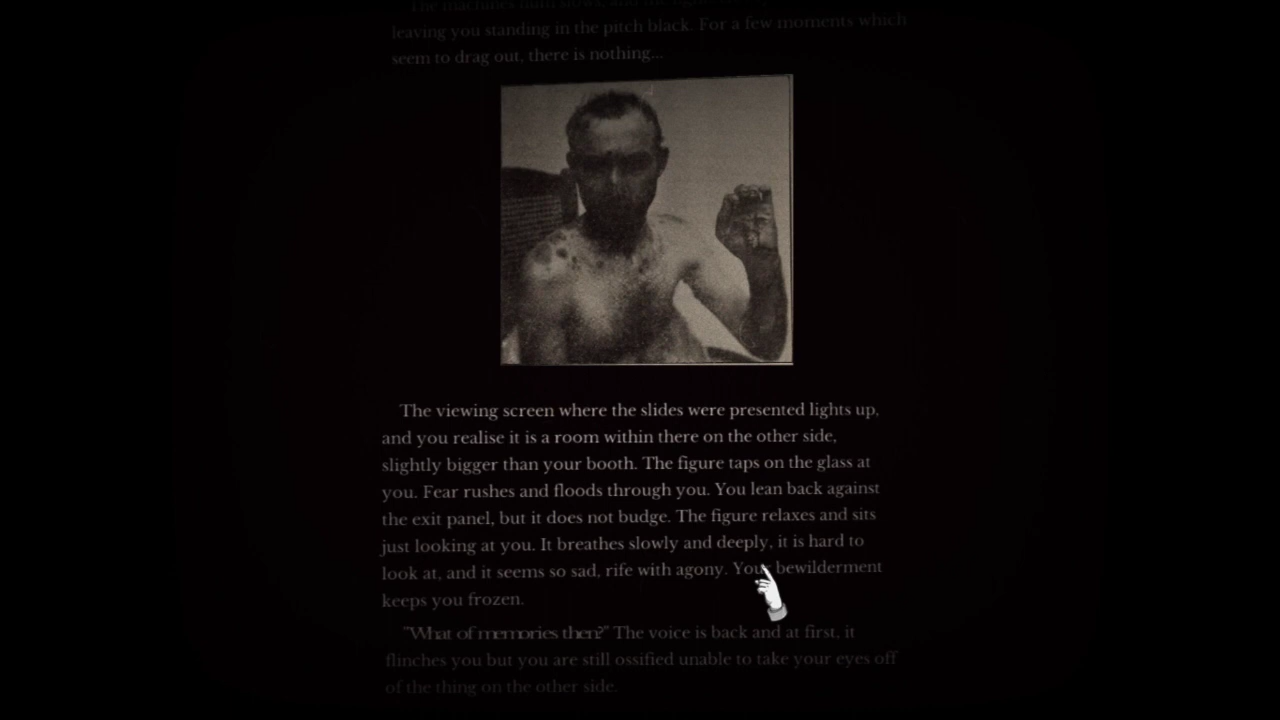 The machines hum slows, and the
leaving you standing in the pitch black. For a few moments which
seem to drag out, there is nothing...
The viewing screen where the slides were presented lights up,
and you realise it is a room within there on the other side,
slightly bigger than your booth. The figure taps on the glass at
you. Fear rushes and floods through you. You lean back against
the exit panel, but it does not budge. The figure relaxes and sits
just looking at you. It breathes slowly and deeply, it is hard to
look at, and it seems so sad, rife with agony. Your bewilderment
keeps you frozen.
"What of memories then?" The voice is back and at first, it
flinches you but you are still ossified unable to take your eyes off
of the thing on the other side.